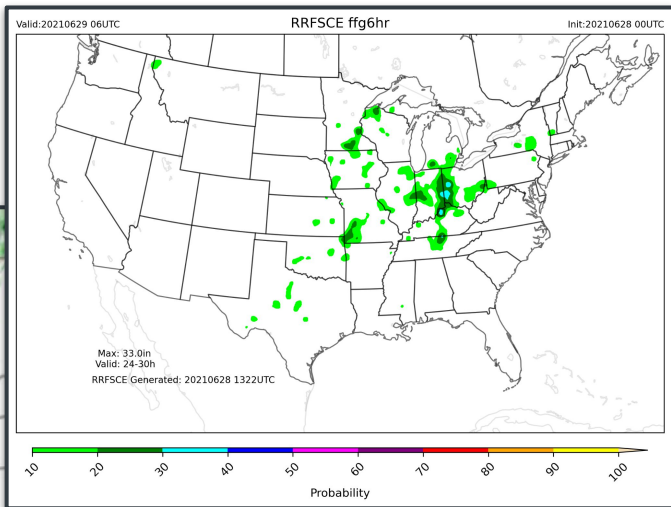 Valid:20210629 06UTC
RRFSCE ffg6hr
Init:20210628 00UTC
Max: 33.0in
Valid: 24-30h
RRFSCE Generated: 20210628 1322UTC
10 20 30 40 50 60 70 80 90 100
Probability